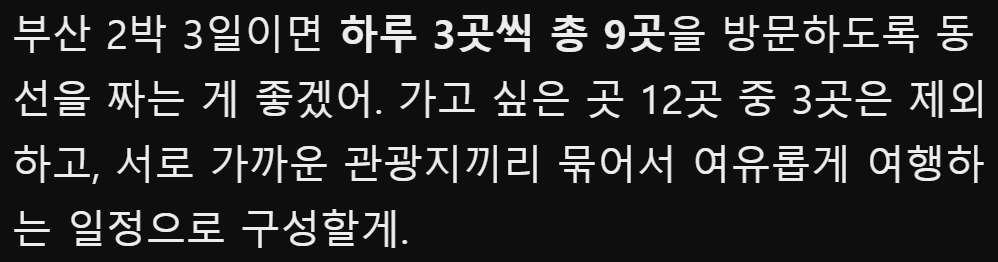 부산 2박 3일이면 하루 3곳씩 총 9곳을 방문하도록 동
선을 짜는 게 좋겠어. 가고 싶은 곳 12곳 중 3곳은 제외
하고, 서로 가까운 관광지끼리 묶어서 여유롭게 여행하
는 일정으로 구성할게.